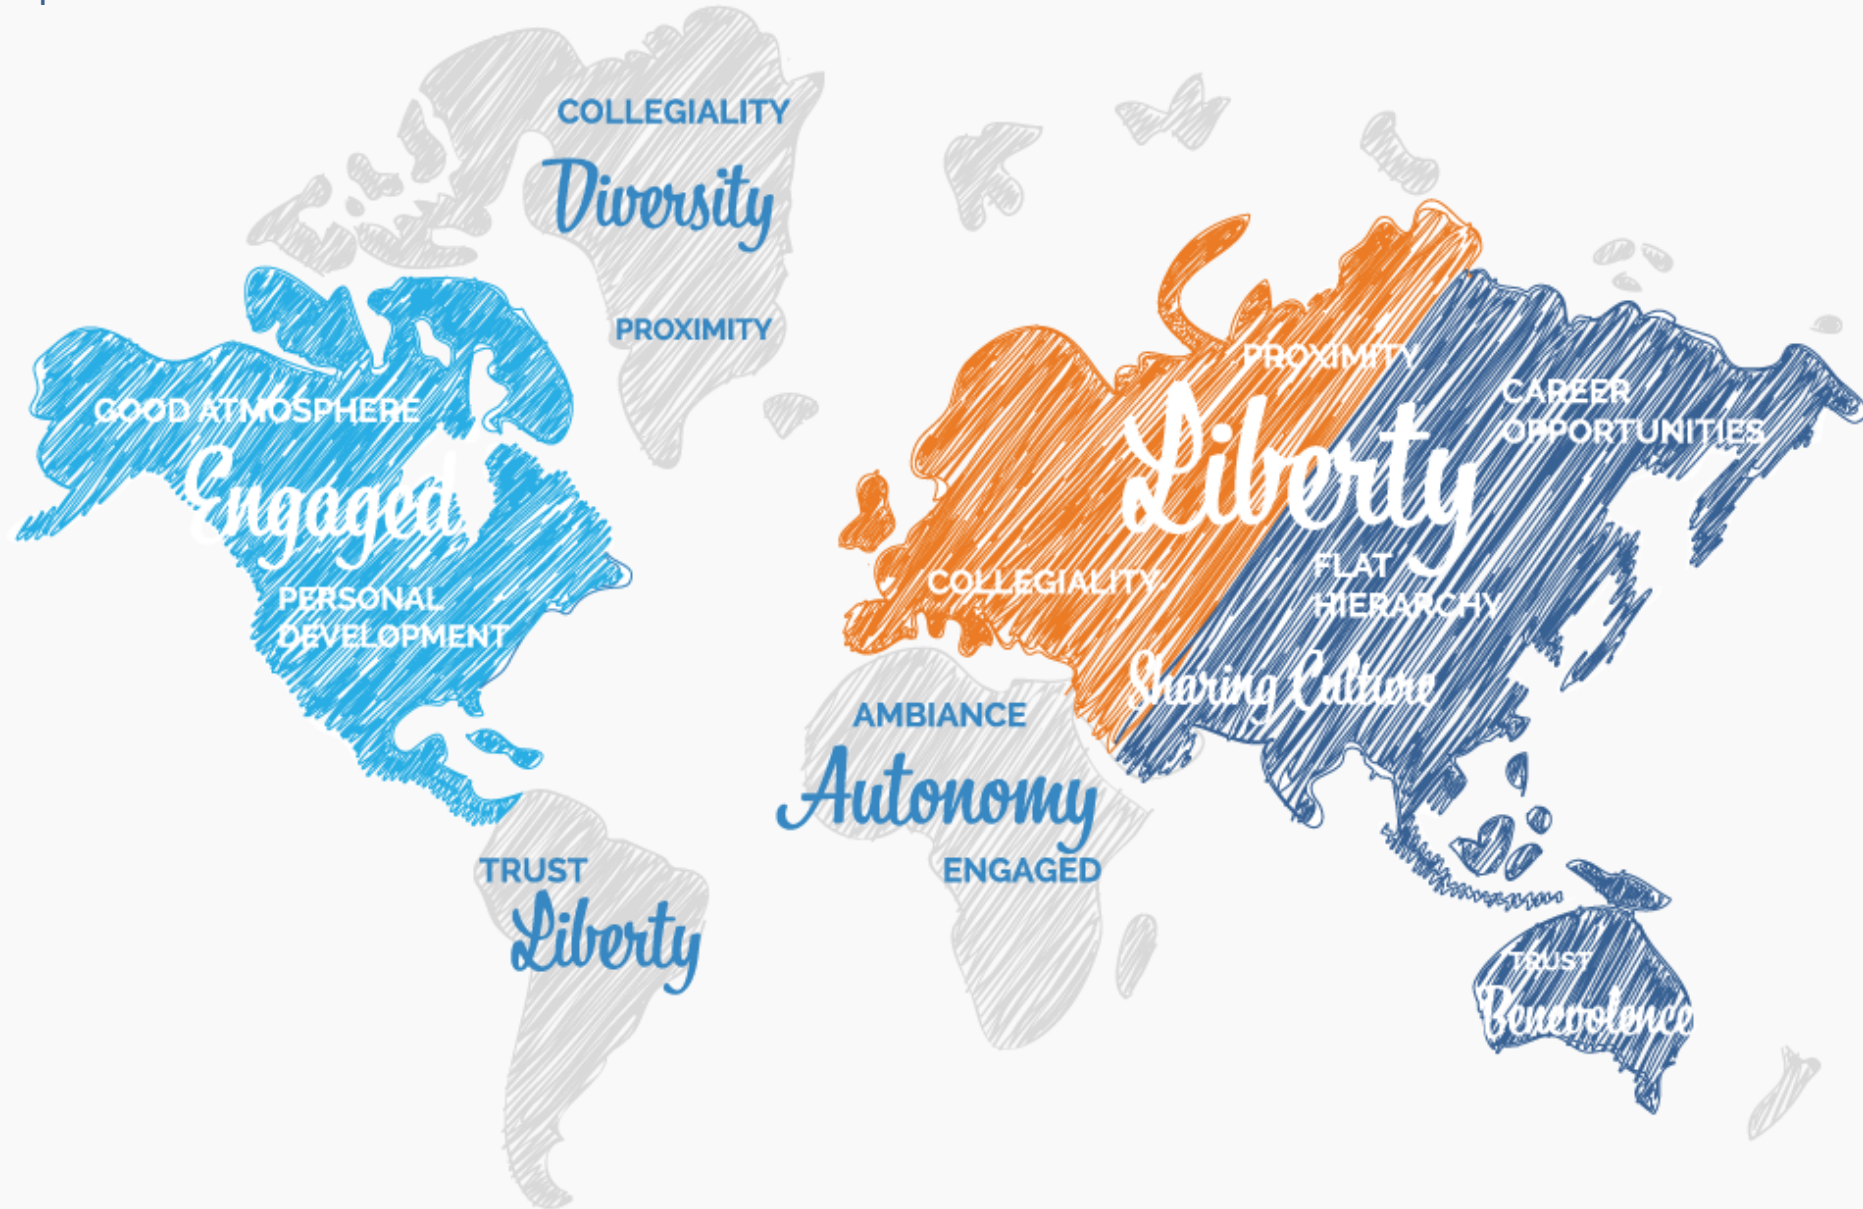 COLLEGIALITY
Diversity
PROXIMITY
GOOD ATMOSPHERE
Engaged
PERSONAL
DEVELOPMENT
PROXIMITY
Liberty
CAREER
OPPORTUNITIES
COLLEGIALITY
FLAT
HIERARCHY
Sharing Culture
AMBIANCE
Autonomy
ENGAGED
TRUST
Liberty
TRUST
Benevolence